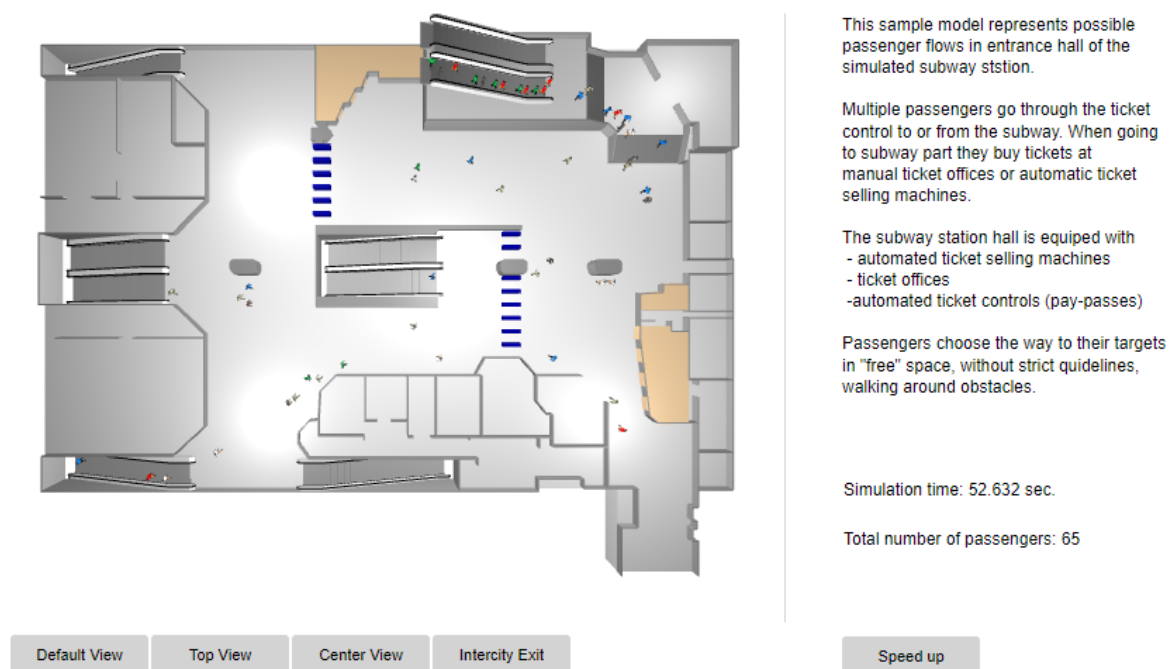 This sample model represents possible
passenger flows in entrance hall of the
simulated subway ststion.
Multiple passengers go through the ticket
control to or from the subway. When going
to subway part they buy tickets at
manual ticket offices or automatic ticket
selling machines.
The subway station hall is equiped with
- automated ticket selling machines
- ticket offices
-automated ticket controls (pay-passes)
Passengers choose the way to their targets
in "free" space, without strict quidelines,
walking around obstacles.
Simulation time: 52.632 sec.
Total number of passengers: 65
Default View
Top View
Center View
Intercity Exit
Speed up